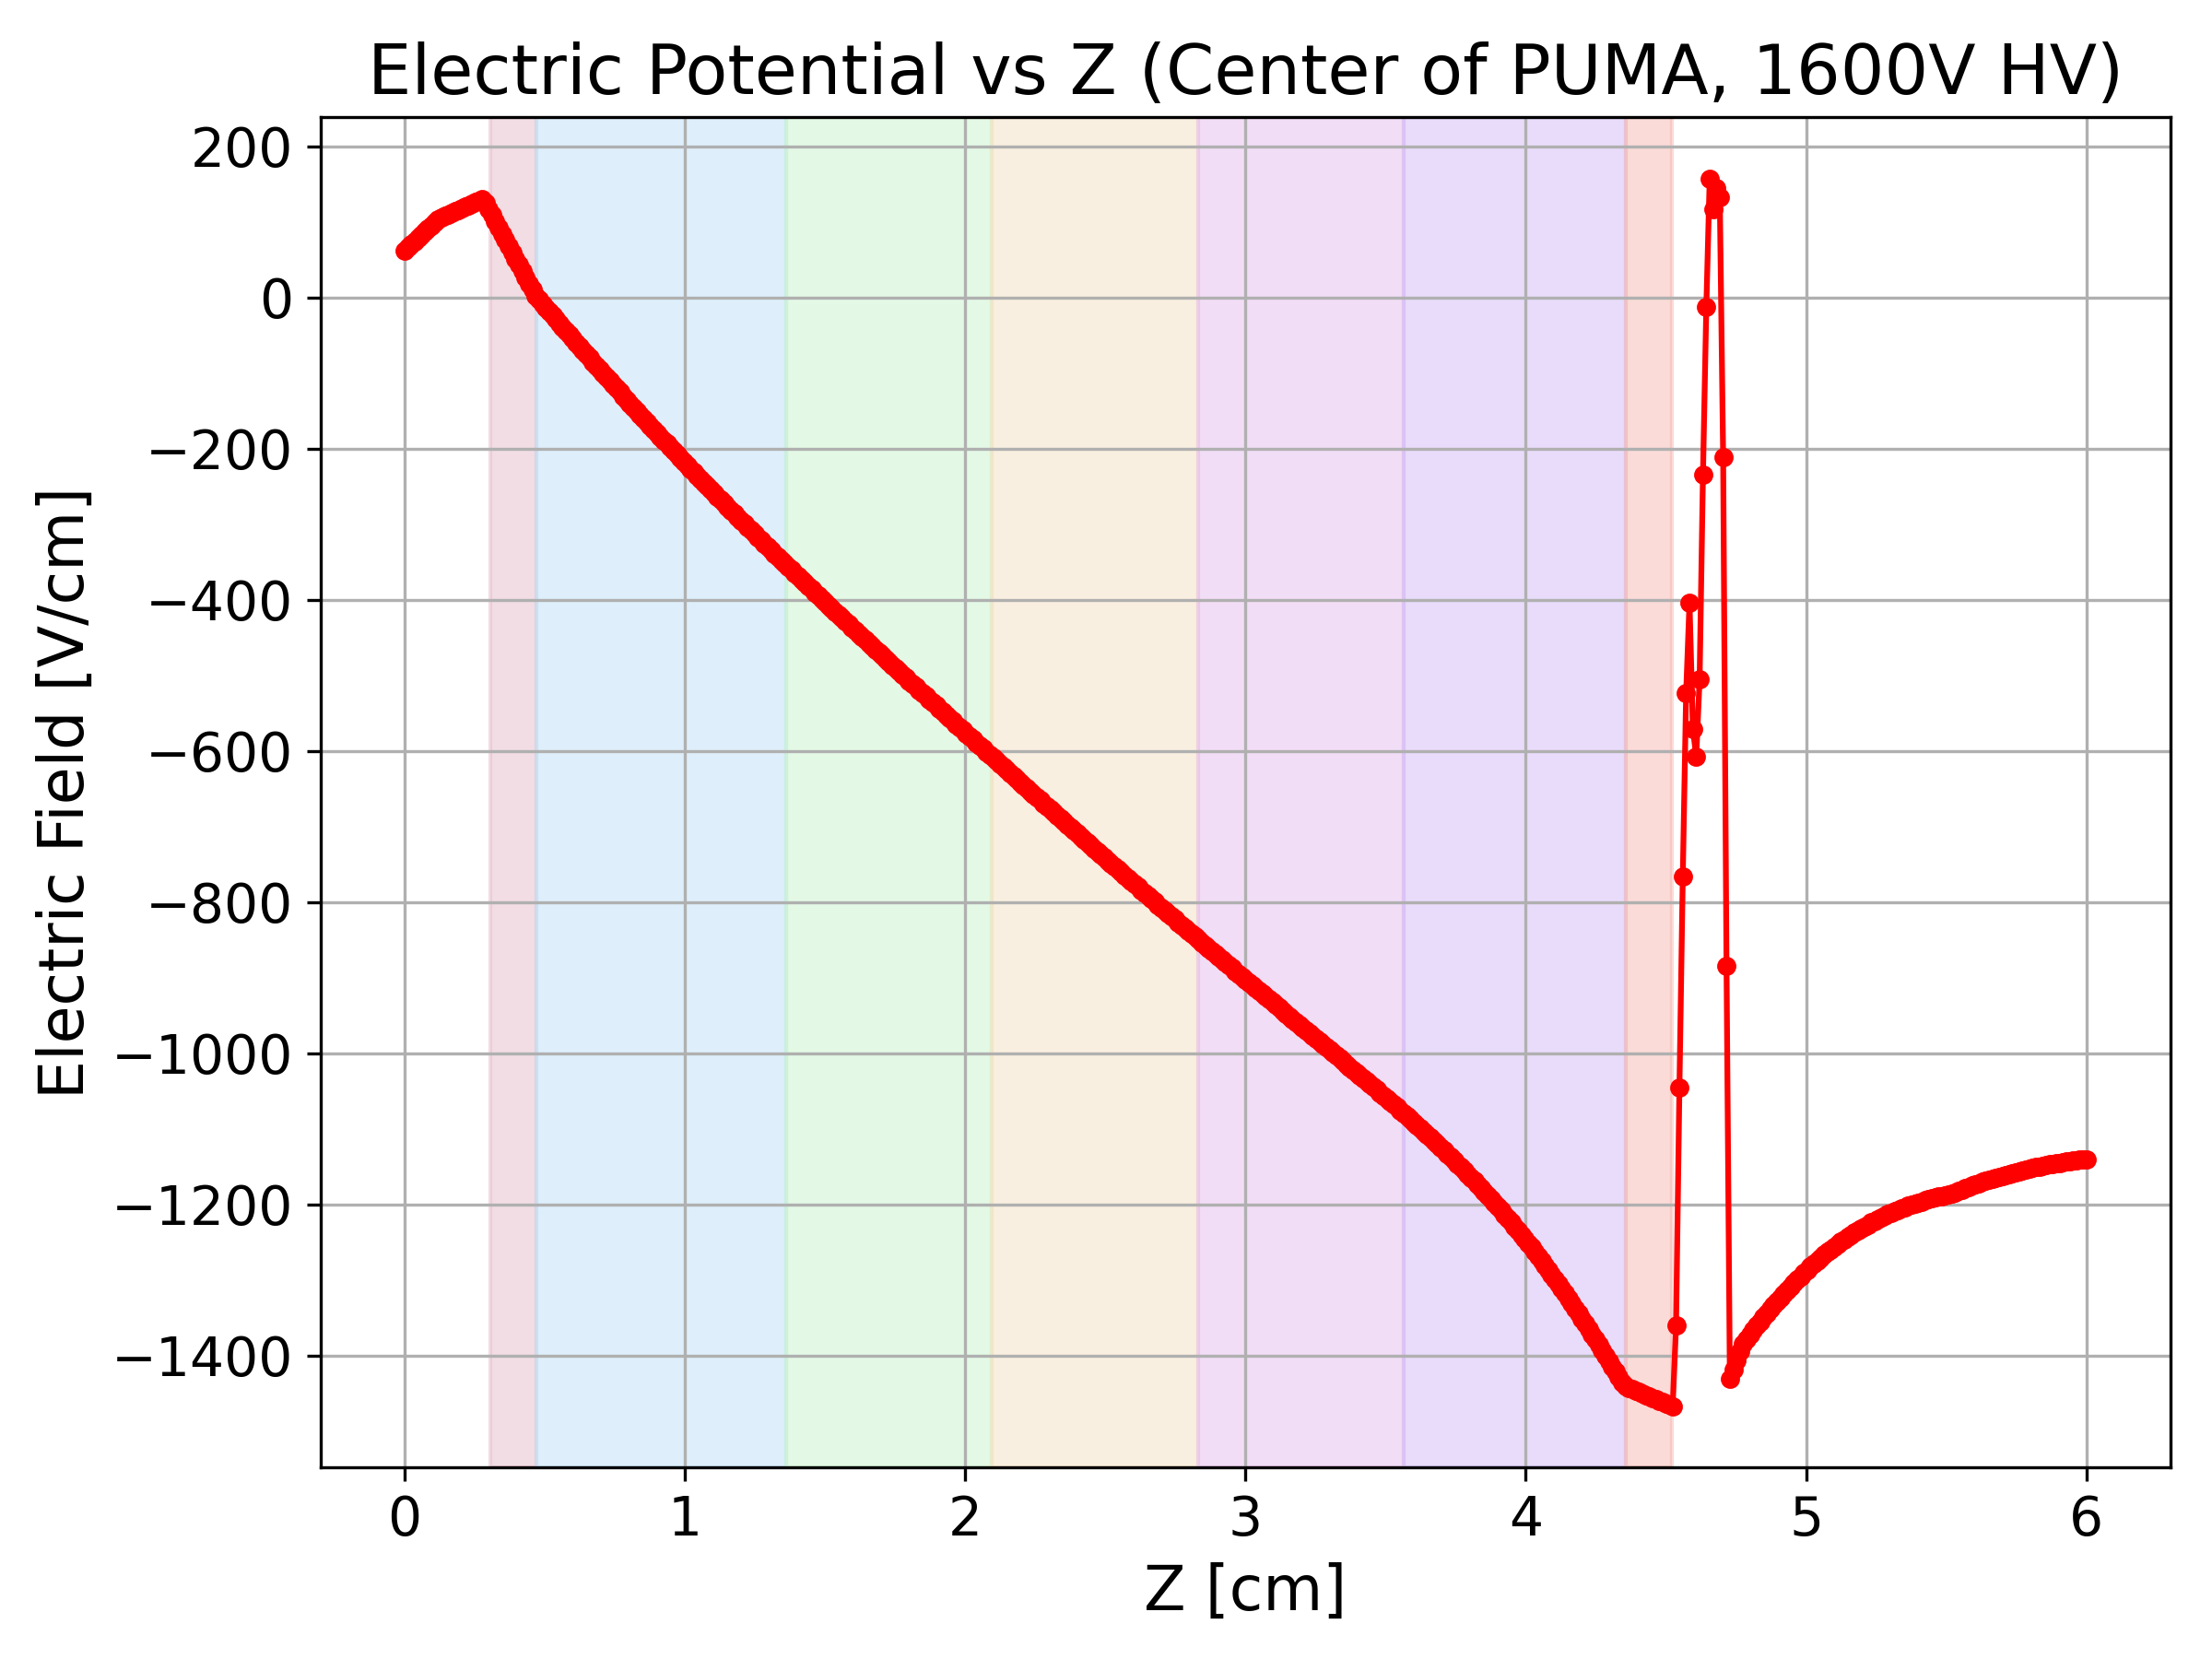 Electric Potential vs Z (Center of PUMA, 1600V HV)
Electric Field [V/cm]
200
0
−200
−400
−600
−800
−1000
−1200
−1400
0 1 2 3 4 5 6
Z [cm]